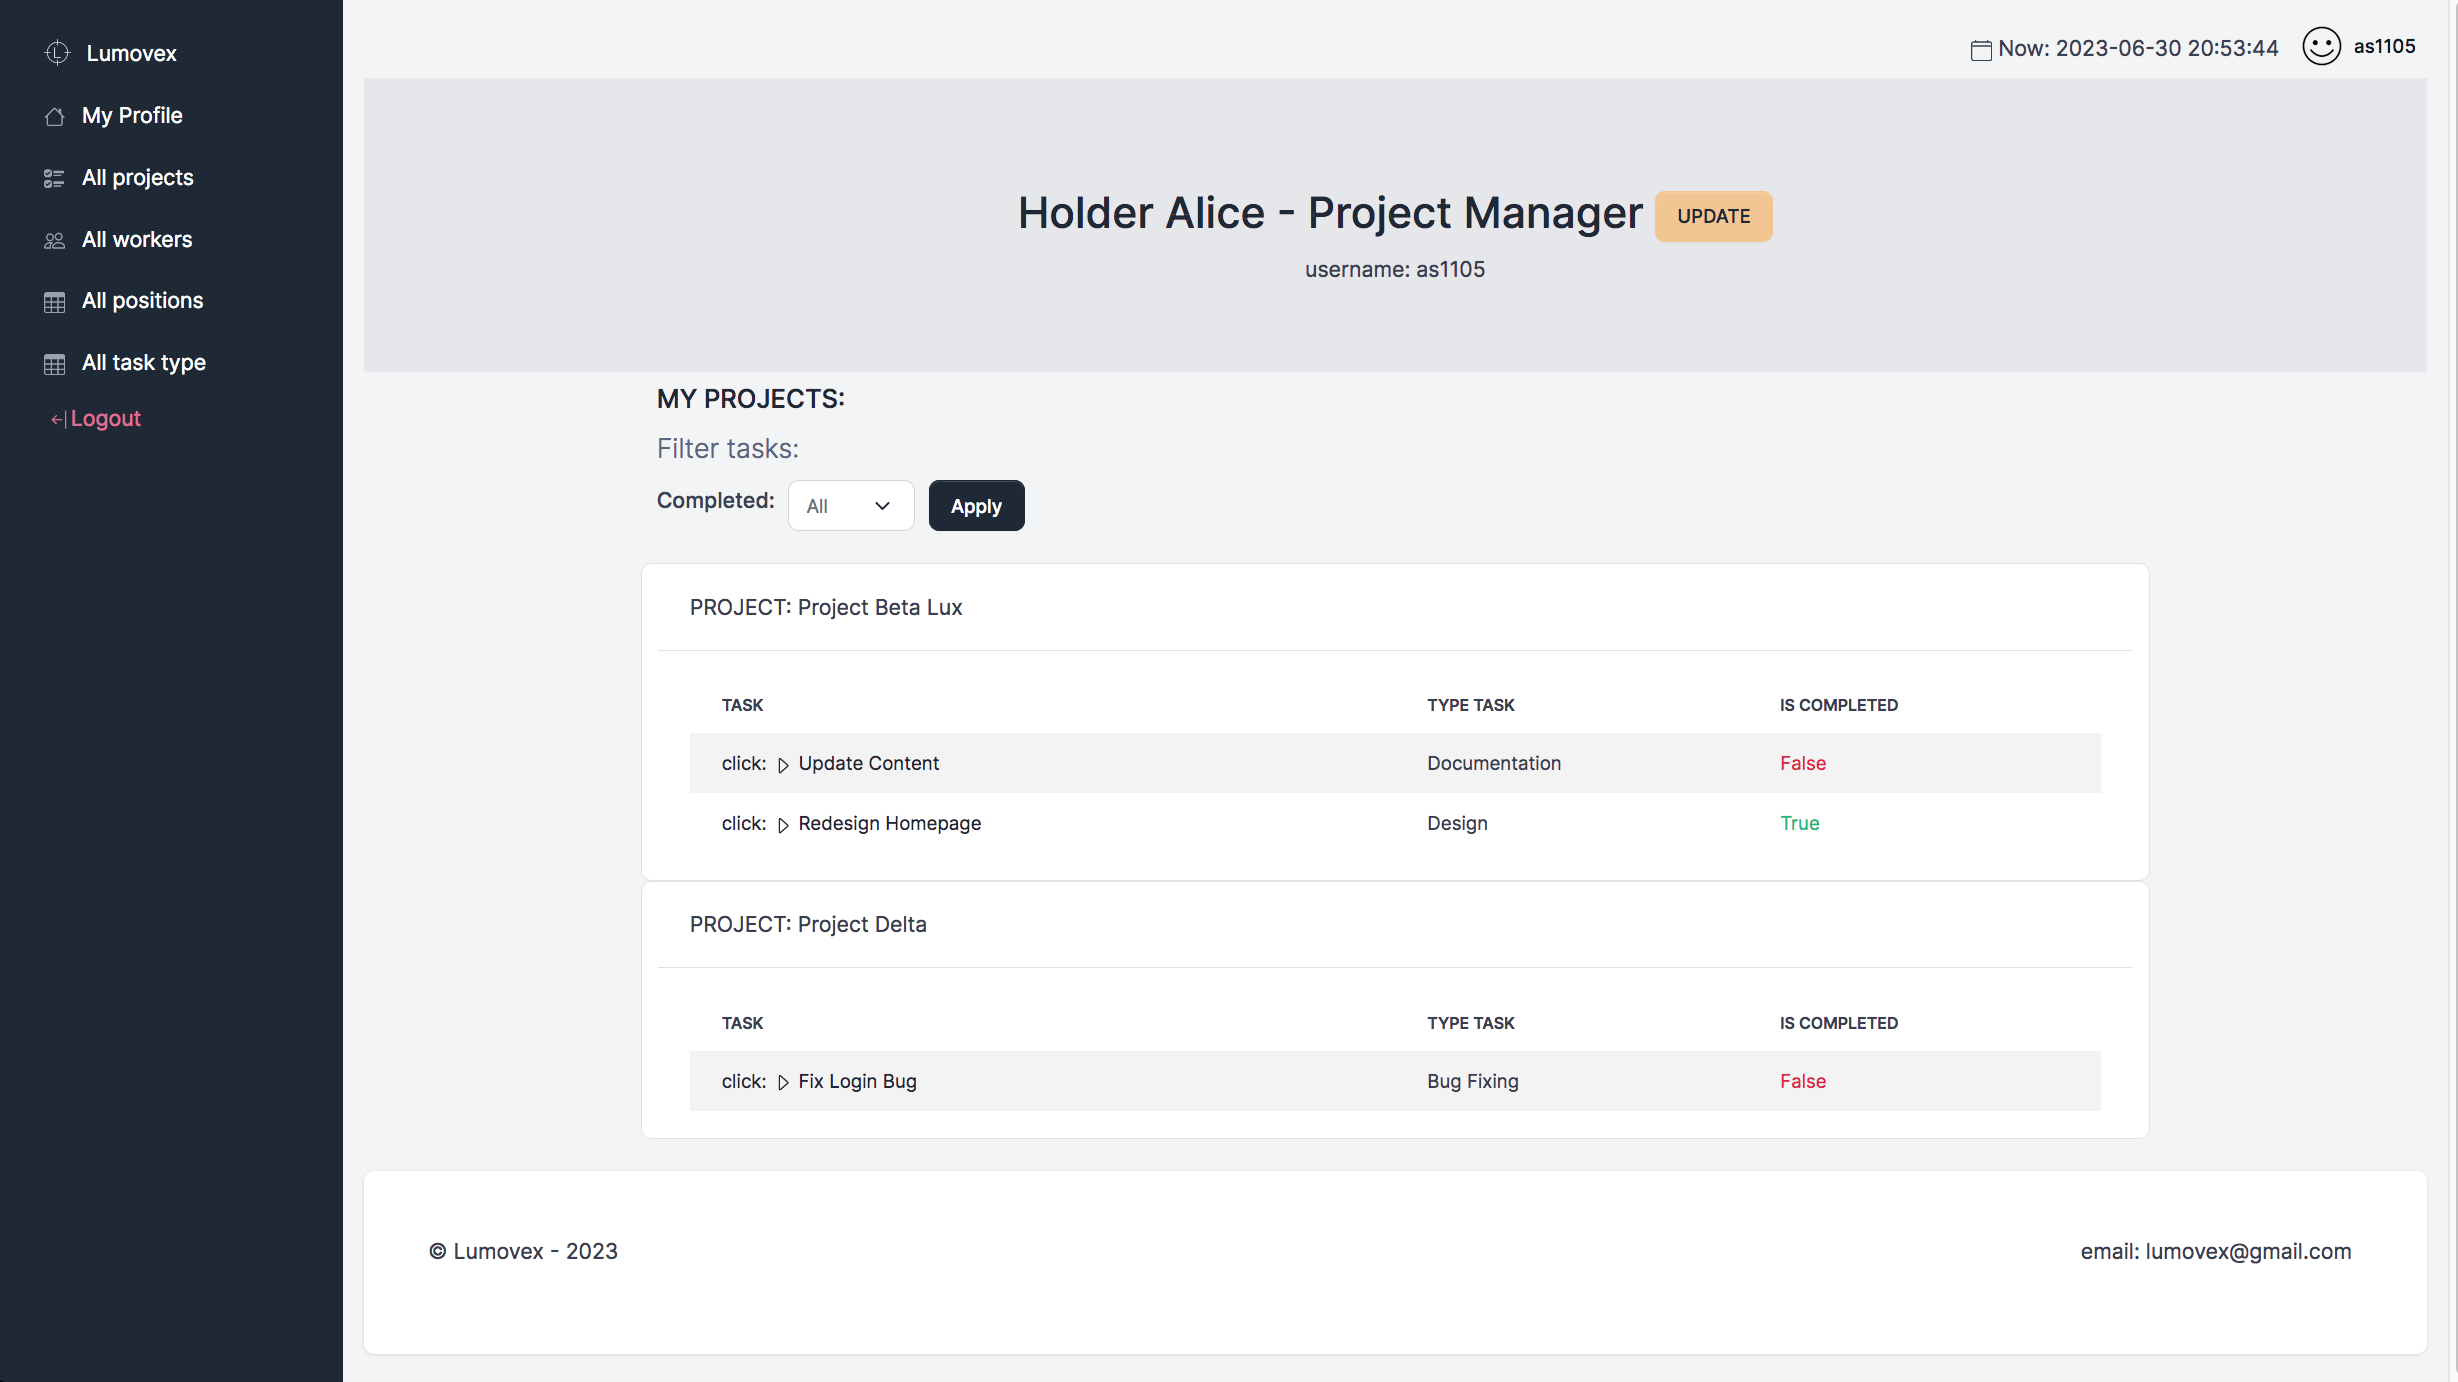 Lumovex
My Profile
All projects
All workers
All positions
All task type
Logout
Now: 2023-06-30 20:53:44 as1105
Holder Alice - Project Manager UPDATE
username: as1105
MY PROJECTS:
Filter tasks:
Completed: All Apply
PROJECT: Project Beta Lux
TASK TYPE TASK IS COMPLETED
click: Update Content Documentation False
click: Redesign Homepage Design True
PROJECT: Project Delta
TASK TYPE TASK IS COMPLETED
click: Fix Login Bug Bug Fixing False
© Lumovex - 2023 email: lumovex@gmail.com